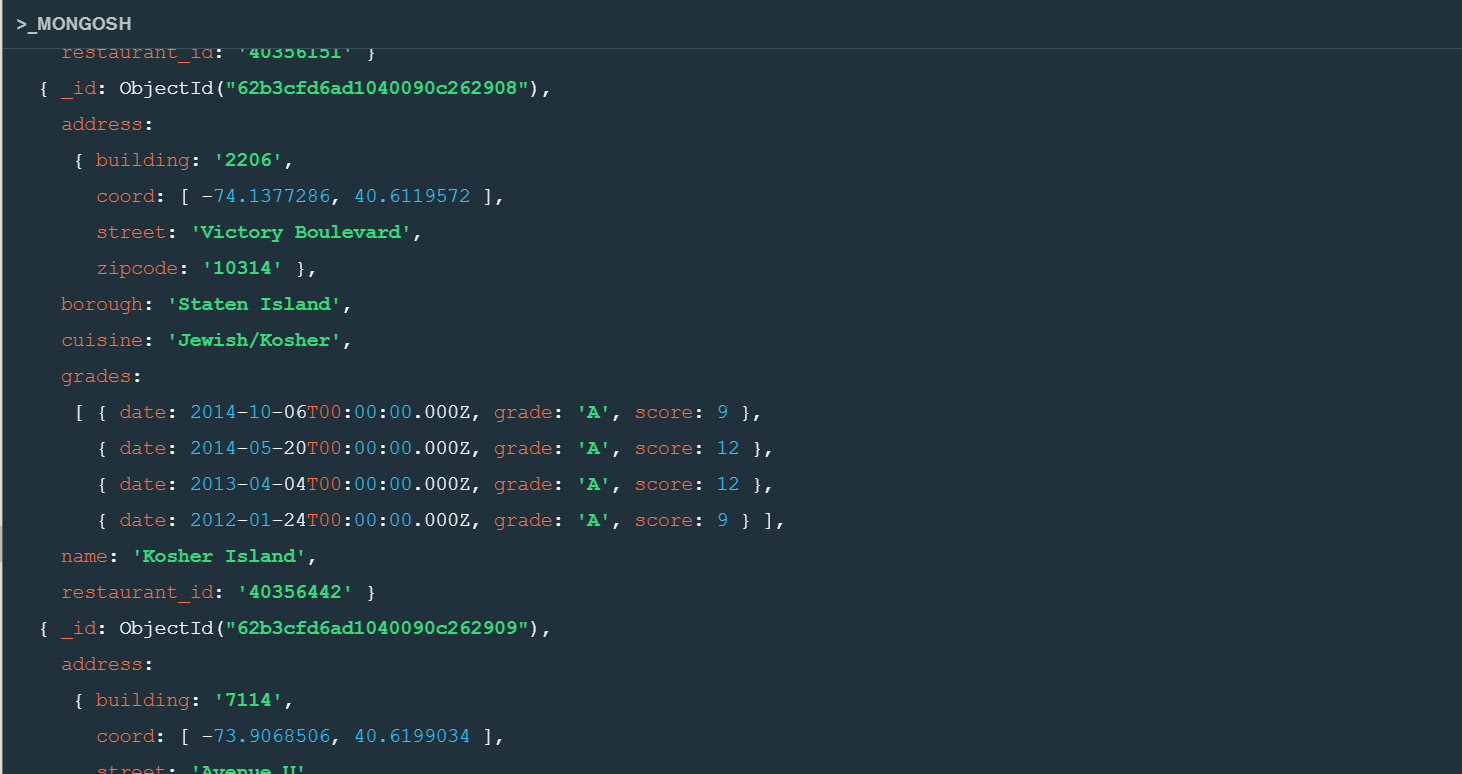 >_MONGOSH
restaurant_id: '40356151' }
{ _id: ObjectId("62b3cfd6ad1040090c262908"),
address:
{ building: '2206',
coord: [ -74.1377286, 40.6119572 ],
street: 'Victory Boulevard',
zipcode: '10314' },
borough: 'Staten Island',
cuisine: 'Jewish/Kosher',
grades:
[ { date: 2014-10-06T00:00:00.000Z, grade: 'A', score: 9 },
{ date: 2014-05-20T00:00:00.000Z, grade: 'A', score: 12 },
{ date: 2013-04-04T00:00:00.000Z, grade: 'A', score: 12 },
{ date: 2012-01-24T00:00:00.000Z, grade: 'A', score: 9 } ],
name: 'Kosher Island',
restaurant_id: '40356442' }
{ _id: ObjectId("62b3cfd6ad1040090c262909"),
address:
{ building: '7114',
coord: [ -73.9068506, 40.6199034 ],
street: 'Avenue U'